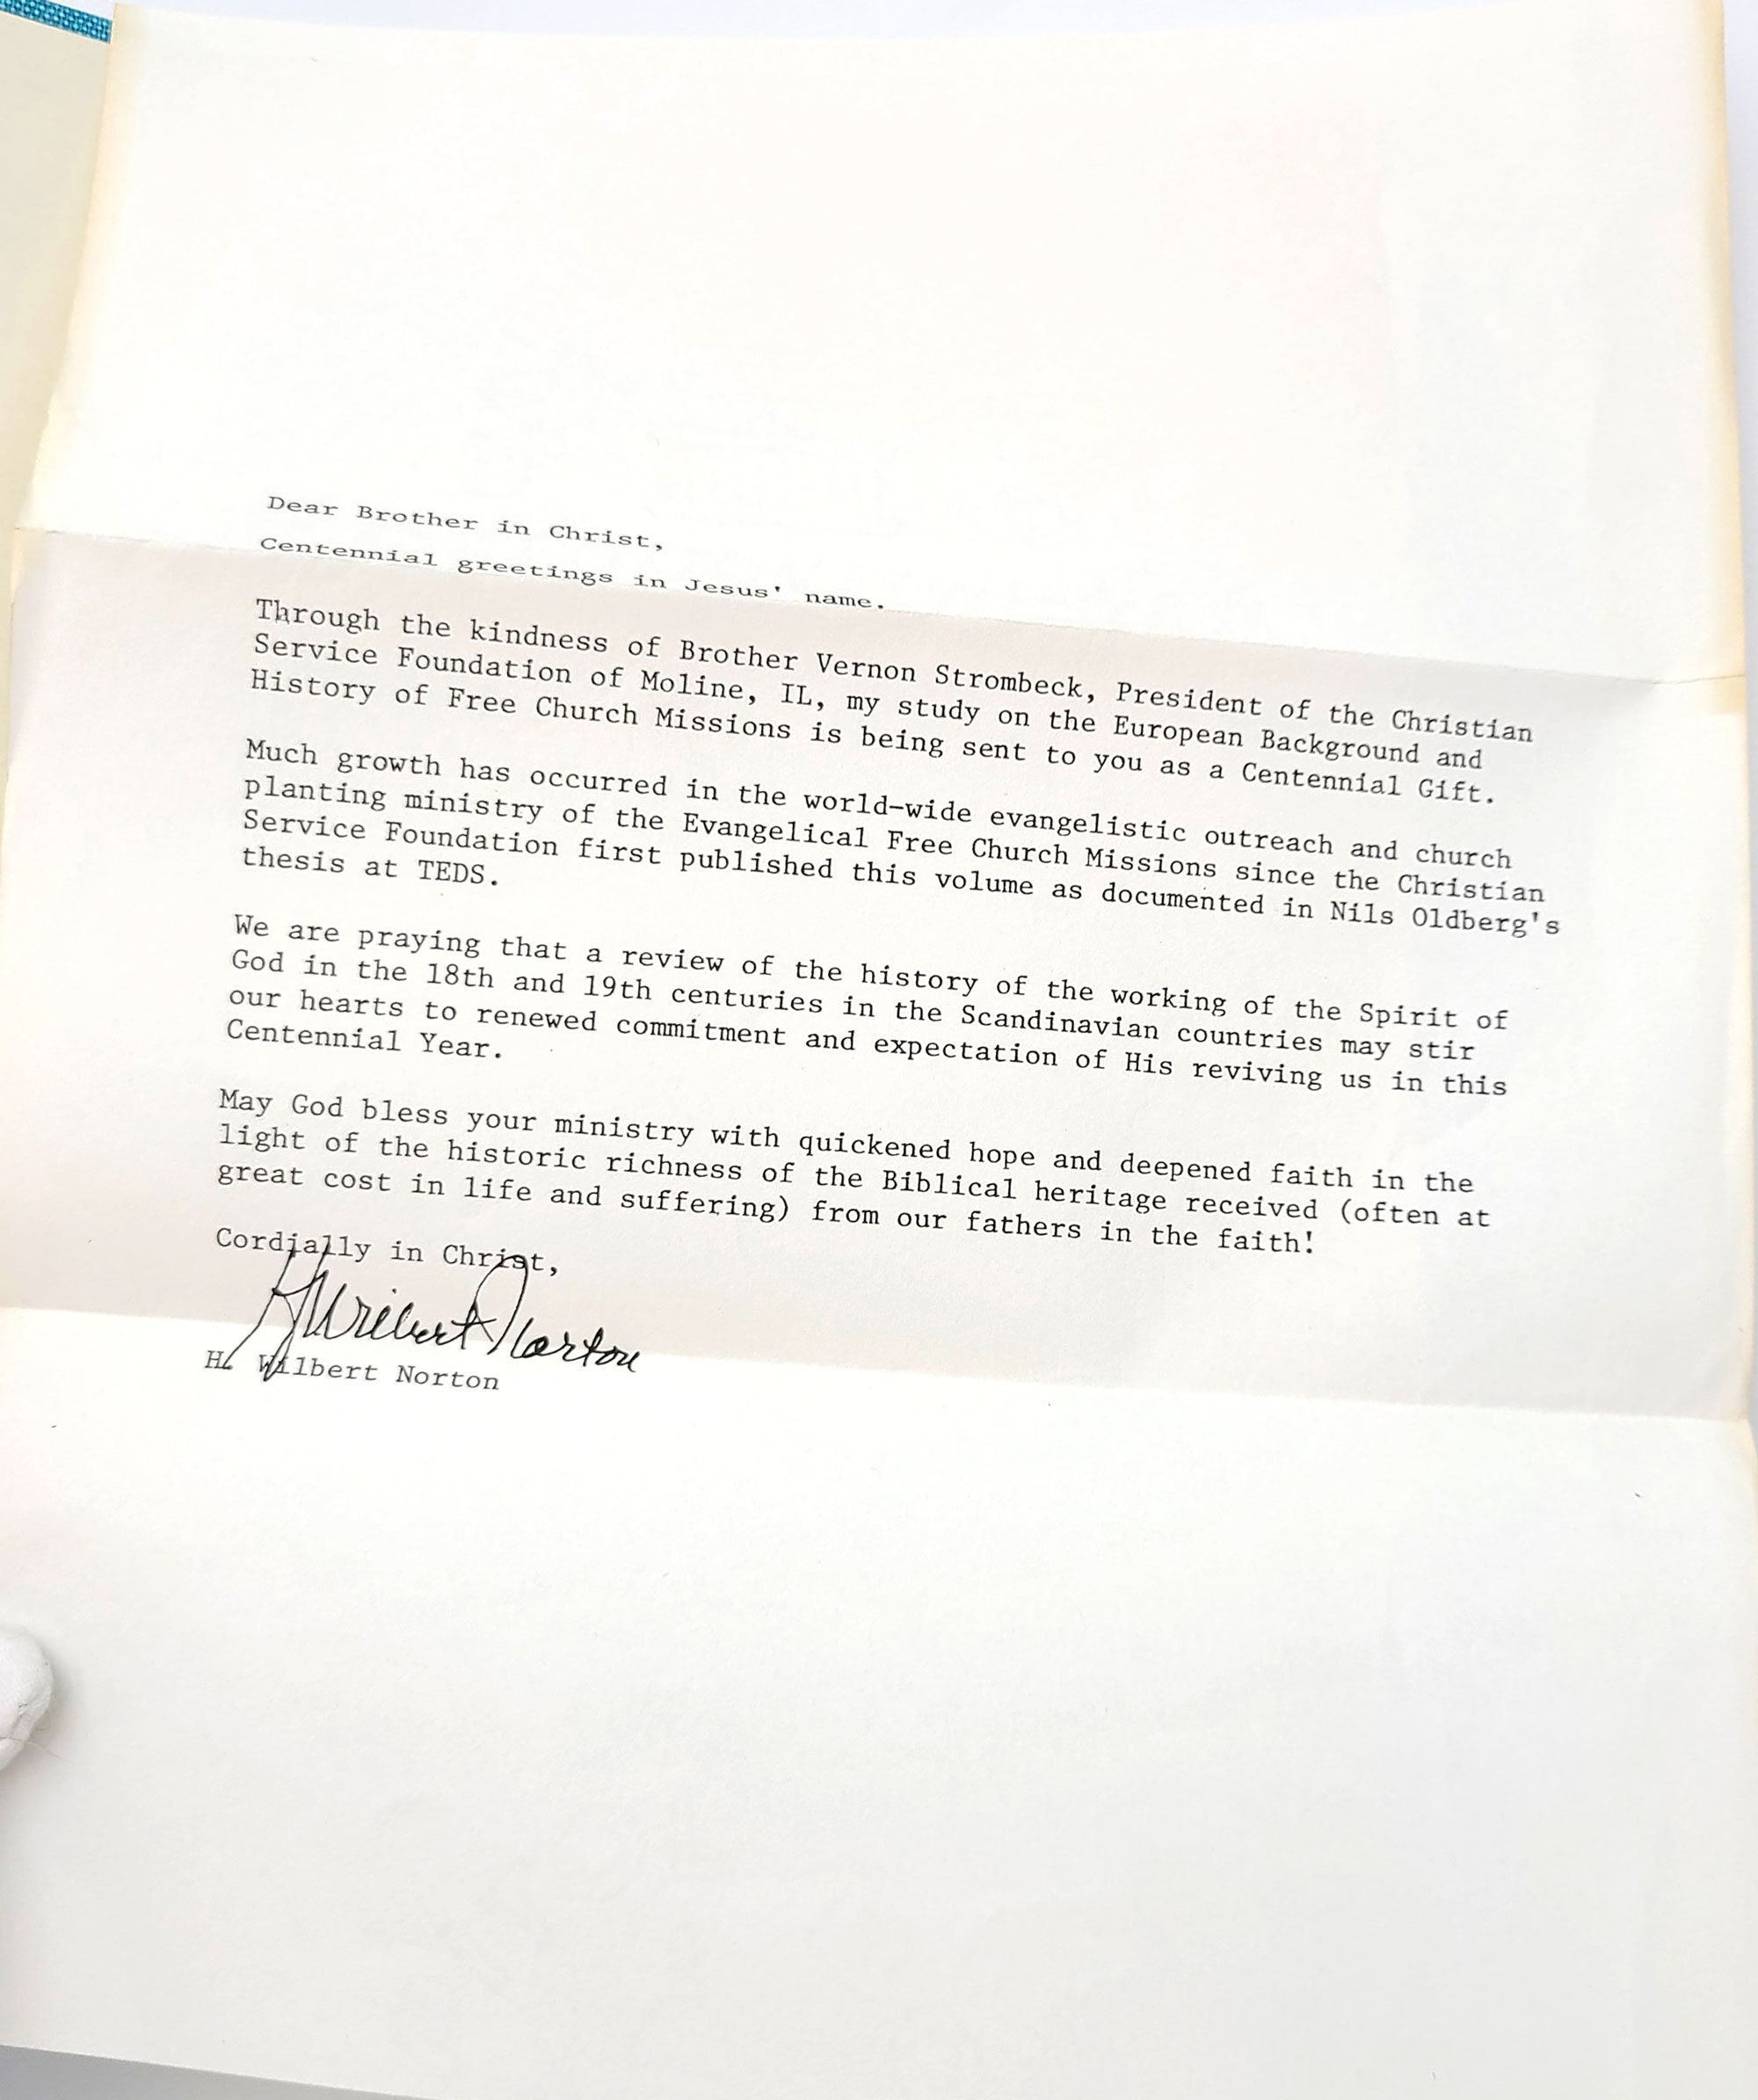 Dear Brother in Christ,
Centennial greetings in Jesus' name.
Through the kindness of Brother Vernon Strombeck, President of the Christian
Service Foundation of Moline, IL, my study on the European Background and
History of Free Church Missions is being sent to you as a Centennial Gift.
Much growth has occurred in the world-wide evangelistic outreach and church
planting ministry of the Evangelical Free Church Missions since the Christian
Service Foundation first published this volume as documented in Nils Oldberg's
thesis at TEDS.
We are praying that a review of the history of the working of the Spirit of
God in the 18th and 19th centuries in the Scandinavian countries may stir
our hearts to renewed commitment and expectation of His reviving us in this
Centennial Year.
May God bless your ministry with quickened hope and deepened faith in the
light of the historic richness of the Biblical heritage received (often at
great cost in life and suffering) from our fathers in the faith!
Cordially in Christ,
H Wilbert Norton
H. Wilbert Norton